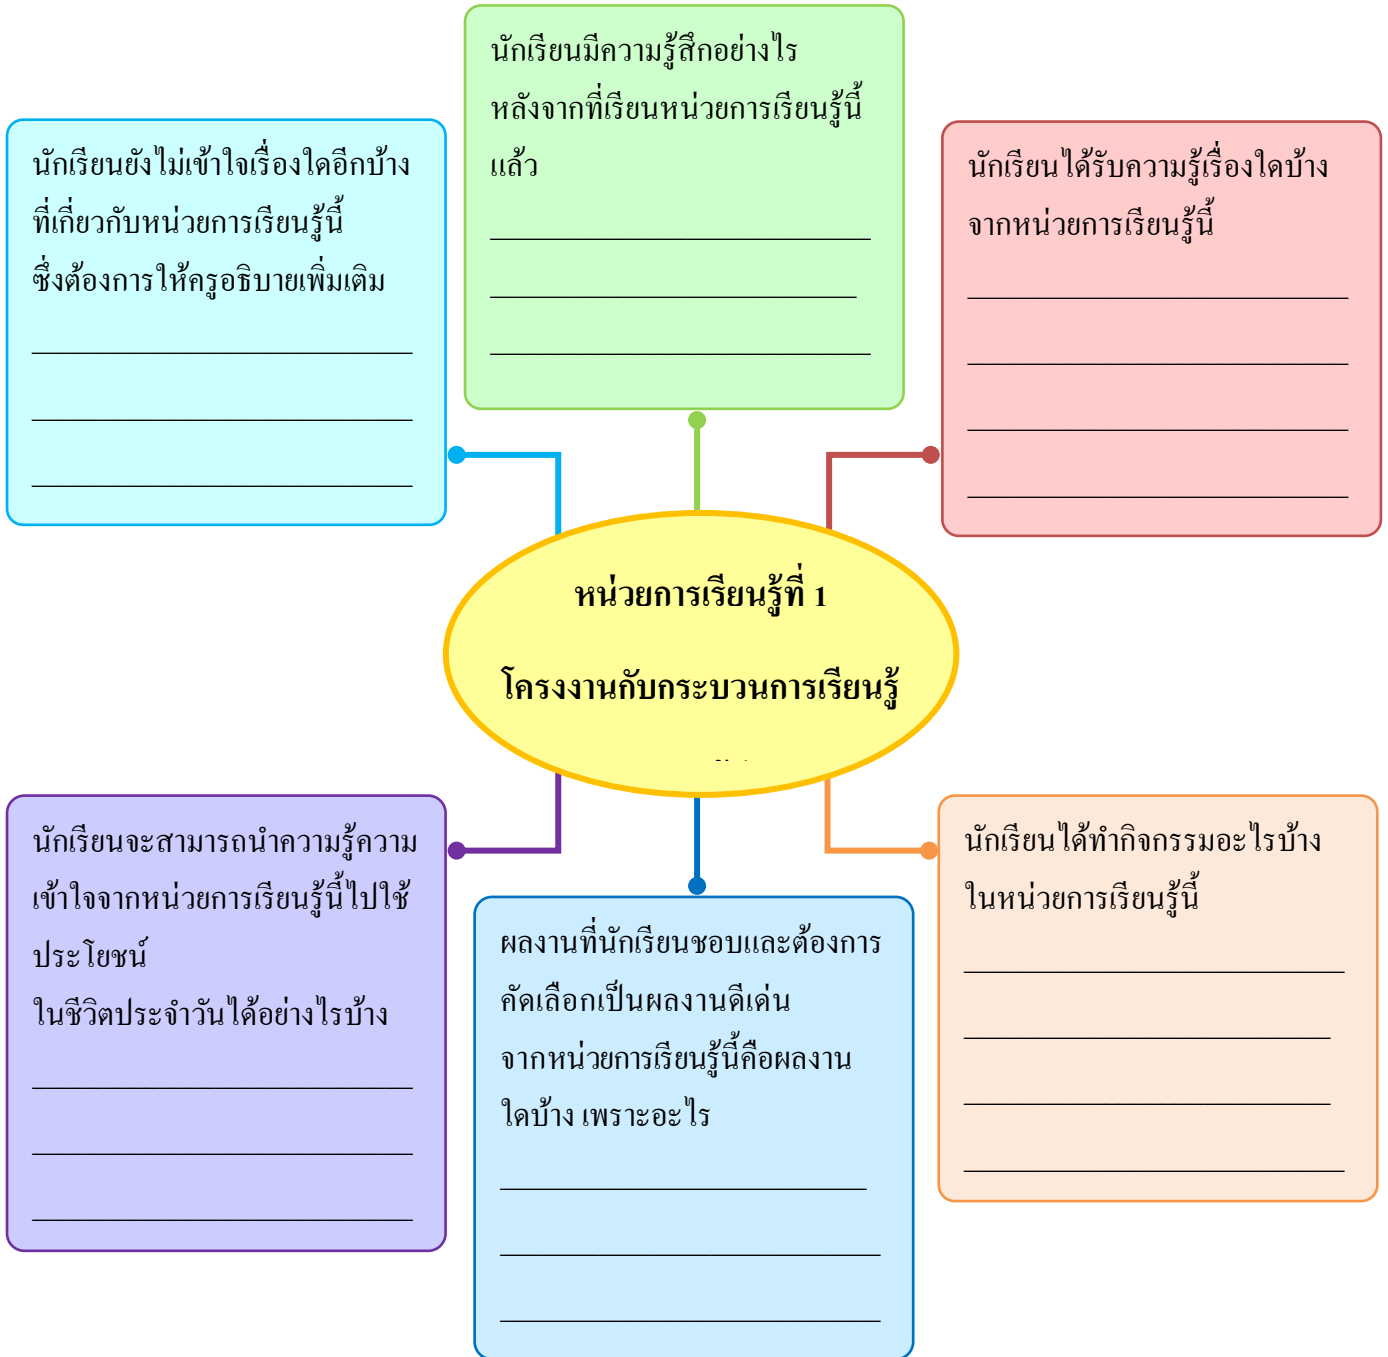 นักเรียนมีความรู้สึกอย่างไร
หลังจากที่เรียนหน่วยการเรียนรู้นี้
แล้ว
นักเรียนยังไม่เข้าใจเรื่องใดอีกบ้าง
ที่เกี่ยวกับหน่วยการเรียนรู้นี้
ซึ่งต้องการให้ครูอธิบายเพิ่มเติม
นักเรียนได้รับความรู้เรื่องใดบ้าง
จากหน่วยการเรียนรู้นี้
หน่วยการเรียนรู้ที่ 1
โครงงานกับกระบวนการเรียนรู้
นักเรียนจะสามารถนำความรู้ความ
เข้าใจจากหน่วยการเรียนรู้นี้ไปใช้
ประโยชน์
ในชีวิตประจำวันได้อย่างไรบ้าง
ผลงานที่นักเรียนชอบและต้องการ
คัดเลือกเป็นผลงานดีเด่น
จากหน่วยการเรียนรู้นี้คือผลงาน
ใดบ้าง เพราะอะไร
นักเรียนได้ทำกิจกรรมอะไรบ้าง
ในหน่วยการเรียนรู้นี้